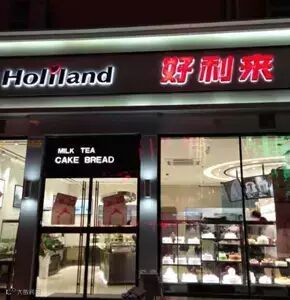 Holiland 好利来
MILK TEA
CAKE BREAD